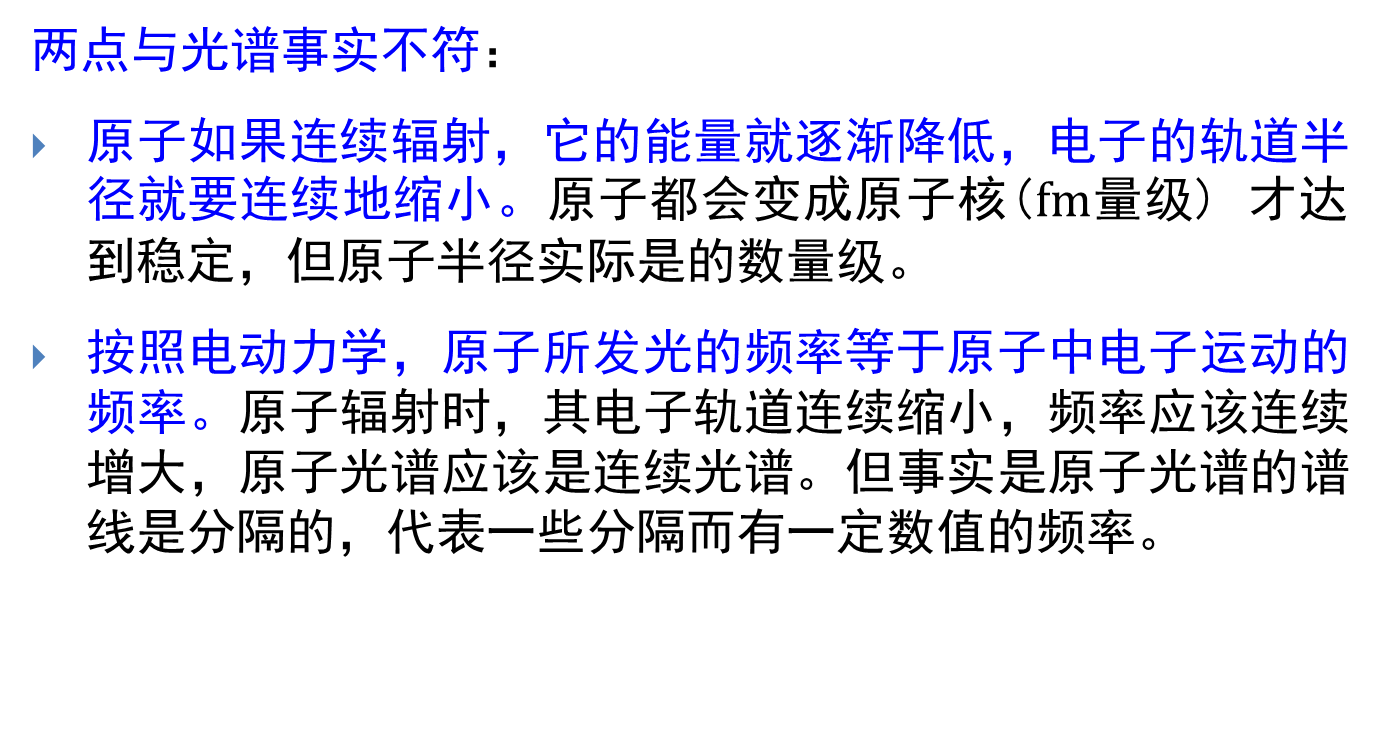 两点与光谱事实不符：
原子如果连续辐射，它的能量就逐渐降低，电子的轨道半
径就要连续地缩小。原子都会变成原子核(fm量级) 才达
到稳定，但原子半径实际是的数量级。
按照电动力学，原子所发光的频率等于原子中电子运动的
频率。原子辐射时，其电子轨道连续缩小，频率应该连续
增大，原子光谱应该是连续光谱。但事实是原子光谱的谱
线是分隔的，代表一些分隔而有一定数值的频率。